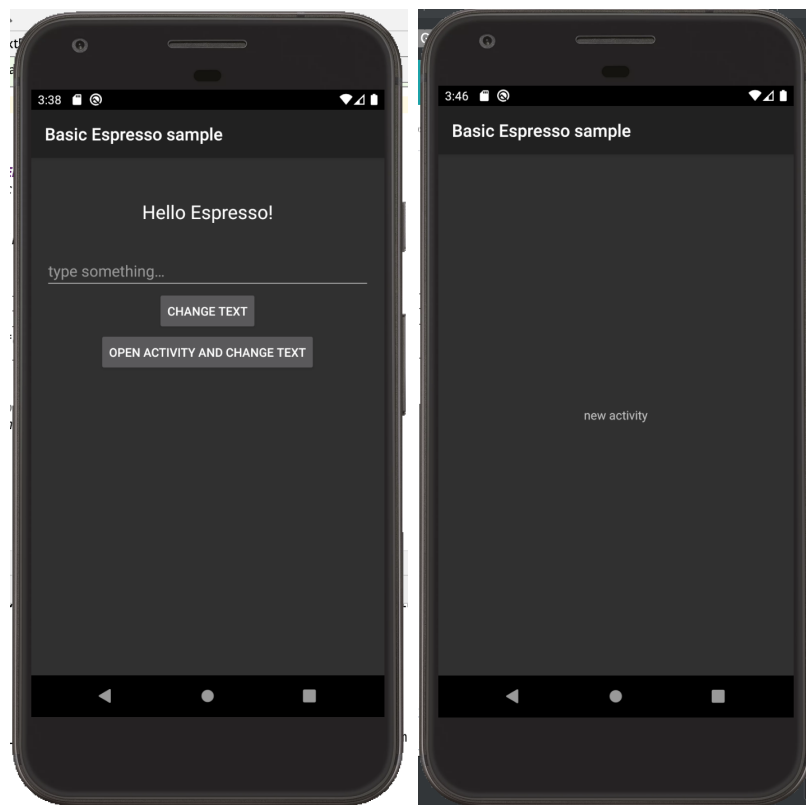 3:38
Basic Espresso sample
Hello Espresso!
type something…
CHANGE TEXT
OPEN ACTIVITY AND CHANGE TEXT
3:46
Basic Espresso sample
new activity